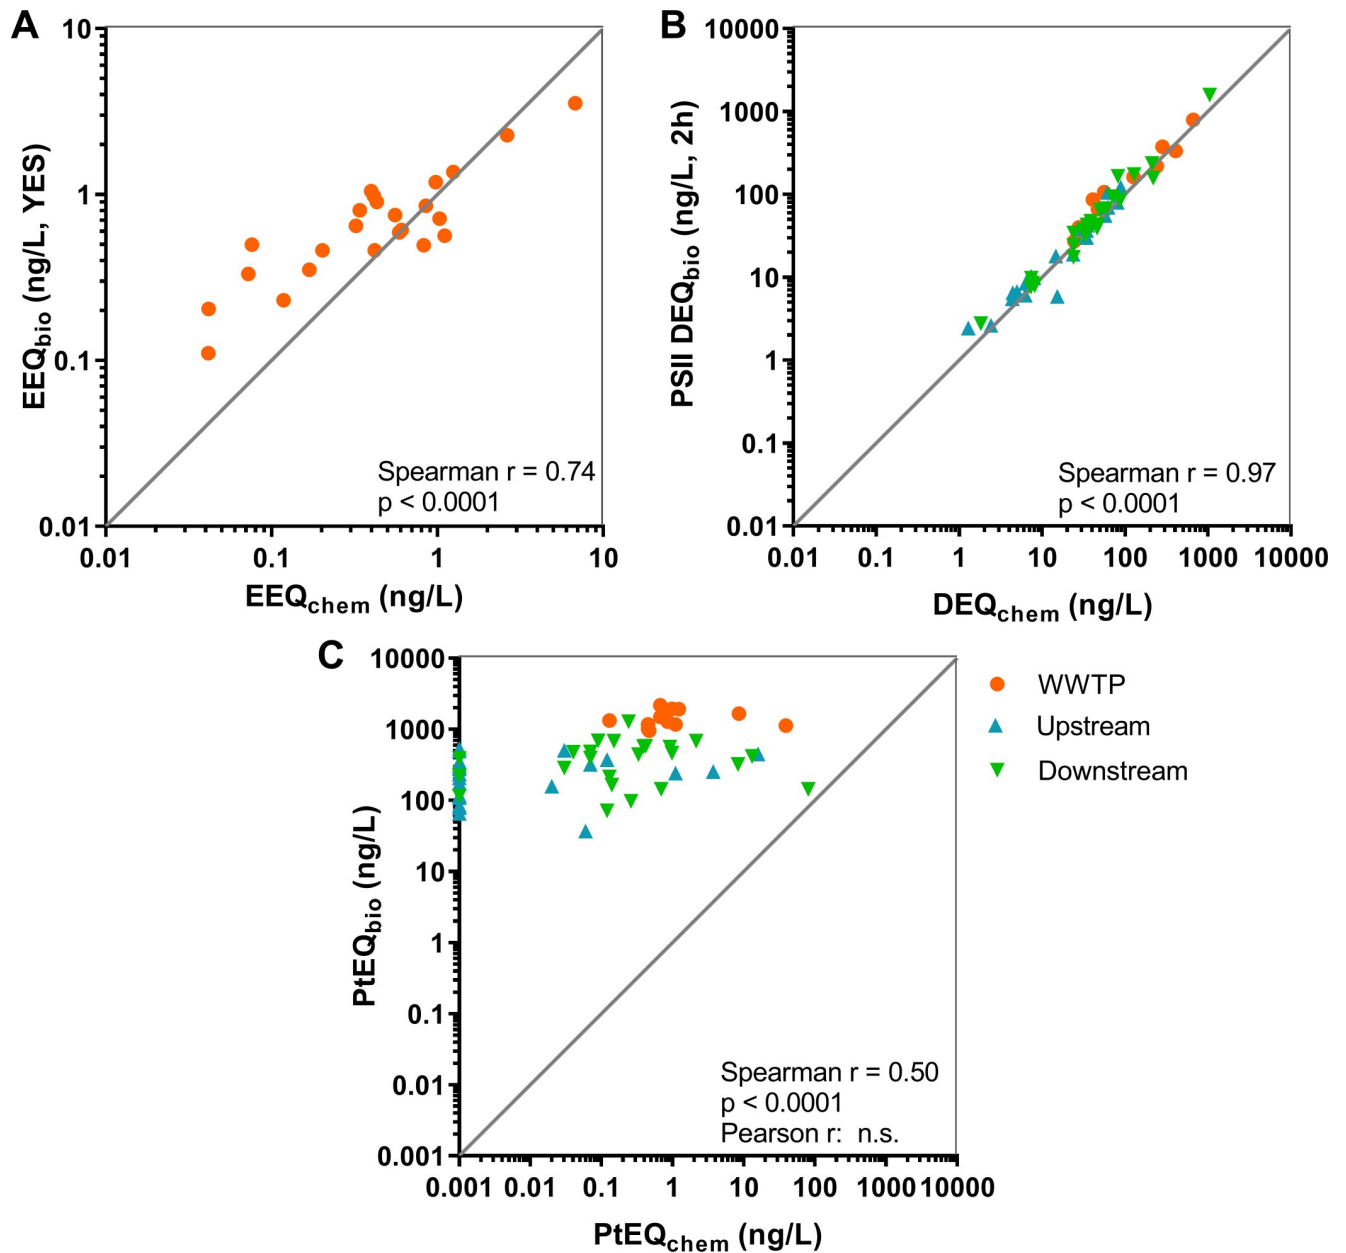 A
10
1
0.1
0.01
EEQbio (ng/L, YES)
Spearman r = 0.74
p < 0.0001
0.01 0.1 1 10
EEQchem (ng/L)
B
10000
1000
100
10
1
0.1
0.01
PSII DEQbio (ng/L, 2h)
Spearman r = 0.97
p < 0.0001
0.01 0.1 1 10 100 1000 10000
DEQchem (ng/L)
C
10000
1000
100
10
1
0.1
0.01
0.001
PtEQbio (ng/L)
Spearman r = 0.50
p < 0.0001
Pearson r: n.s.
0.001 0.01 0.1 1 10 100 1000 10000
PtEQchem (ng/L)
WWTP
Upstream
Downstream